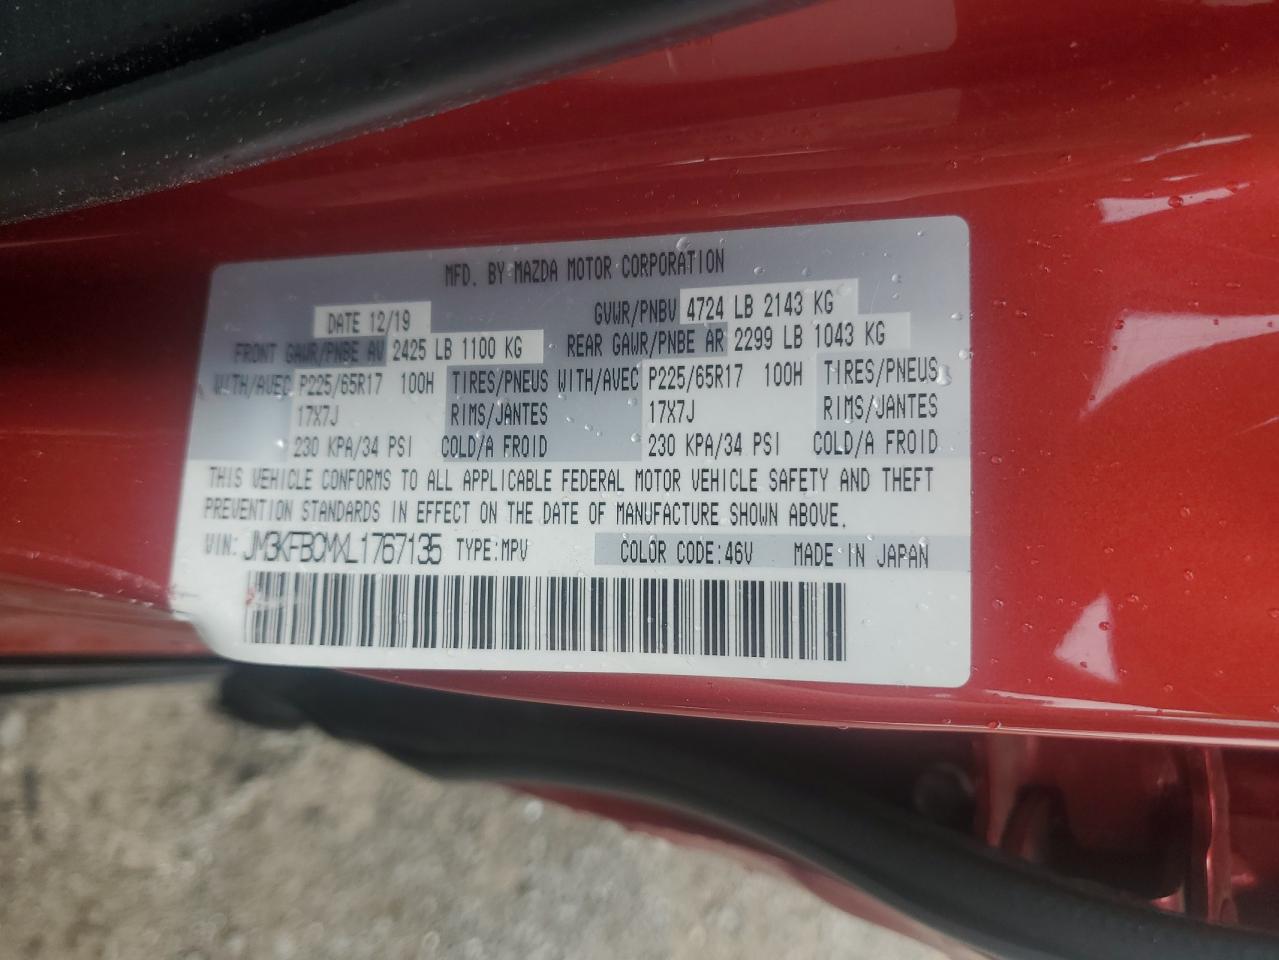 MFD. BY MAZDA MOTOR CORPORATION
DATE 12/19 GVWR/PNBV 4724 LB 2143 KG
FRONT GAWR/PNBE AV 2425 LB 1100 KG REAR GAWR/PNBE AR 2299 LB 1043 KG
WITH/AVEC P225/65R17 100H TIRES/PNEUS WITH/AVEC P225/65R17 100H TIRES/PNEUS
17X7J RIMS/JANTES 17X7J RIMS/JANTES
230 KPA/34 PSI COLD/A FROID 230 KPA/34 PSI COLD/A FROID
THIS VEHICLE CONFORMS TO ALL APPLICABLE FEDERAL MOTOR VEHICLE SAFETY AND THEFT
PREVENTION STANDARDS IN EFFECT ON THE DATE OF MANUFACTURE SHOWN ABOVE.
VIN: JM3KFBCMXL1767135 TYPE:MPV COLOR CODE:46V MADE IN JAPAN